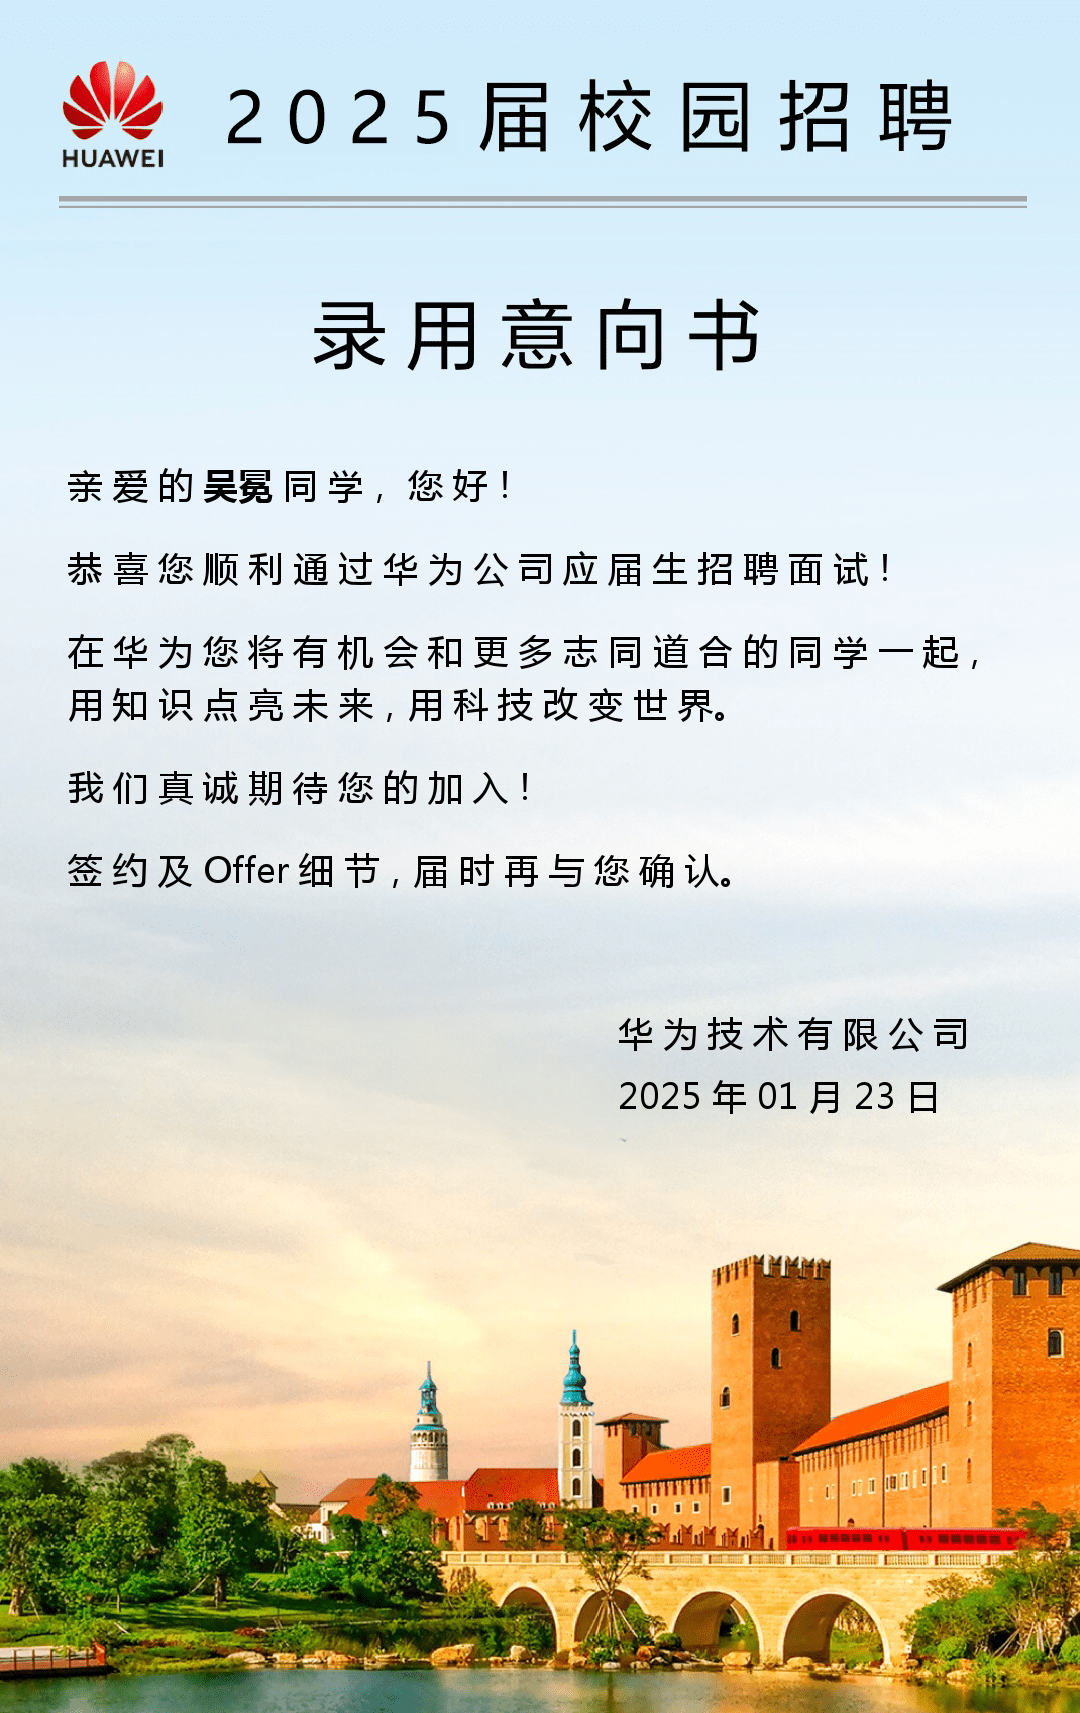 HUAWEI
2025届校园招聘
录用意向书
亲爱的吴冕同学，您好！
恭喜您顺利通过华为公司应届生招聘面试！
在华为您将有机会和更多志同道合的同学一起，
用知识点亮未来，用科技改变世界。
我们真诚期待您的加入！
签约及Offer细节，届时再与您确认。
华为技术有限公司
2025年01月23日